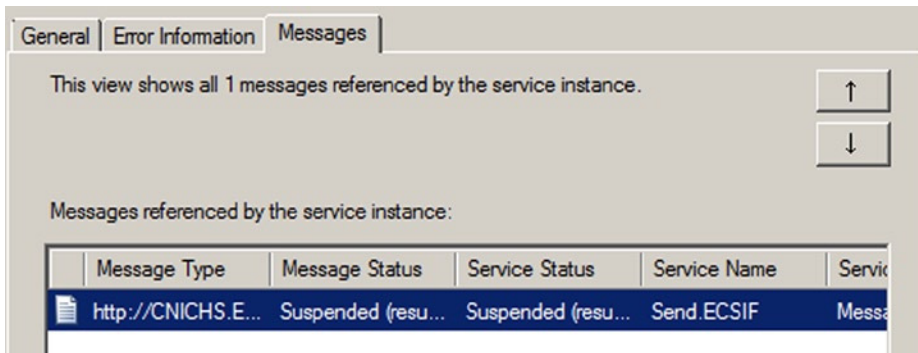 General Error Information Messages
This view shows all 1 messages referenced by the service instance.
↑
↓
Messages referenced by the service instance:
Message Type Message Status Service Status Service Name Servic
http://CNICHS.E... Suspended (resu... Suspended (resu... Send.ECSIF Messa